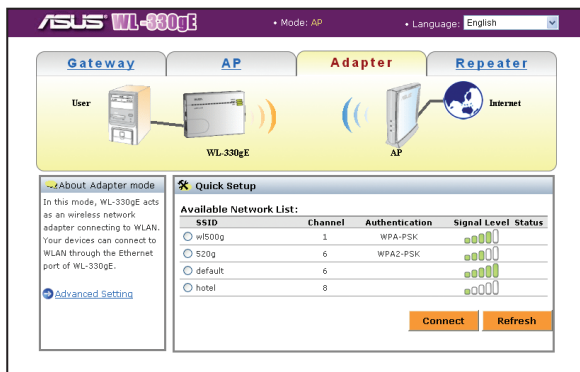 ASUS WL-330gE • Mode: AP • Language: English
Gateway AP Adapter Repeater
User Internet
WL-330gE AP
About Adapter mode
In this mode, WL-330gE acts
as an wireless network
adapter connecting to WLAN.
Your devices can connect to
WLAN through the Ethernet
port of WL-330gE.
Advanced Setting
Quick Setup
Available Network List:
SSID Channel Authentication Signal Level Status
wl500g 1 WPA-PSK
520g 6 WPA2-PSK
default 6
hotel 8
Connect Refresh